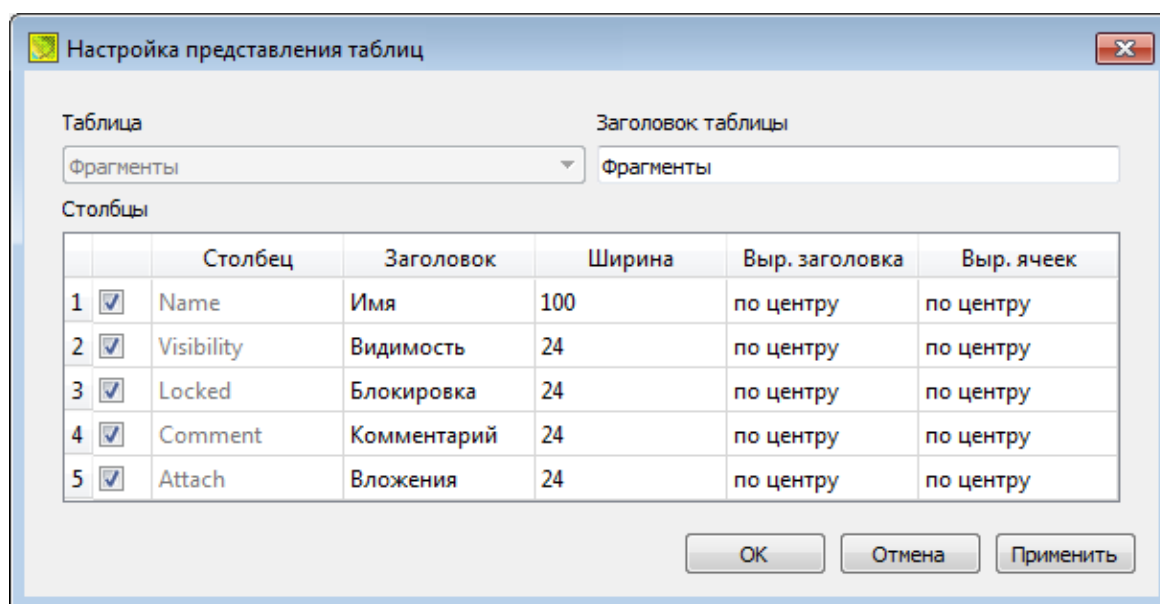 Настройка представления таблиц
Таблица Заголовок таблицы
Фрагменты Фрагменты
Столбцы
Столбец Заголовок Ширина Выр. заголовка Выр. ячеек
1 Name Имя 100 по центру по центру
2 Visibility Видимость 24 по центру по центру
3 Locked Блокировка 24 по центру по центру
4 Comment Комментарий 24 по центру по центру
5 Attach Вложения 24 по центру по центру
OK Отмена Применить